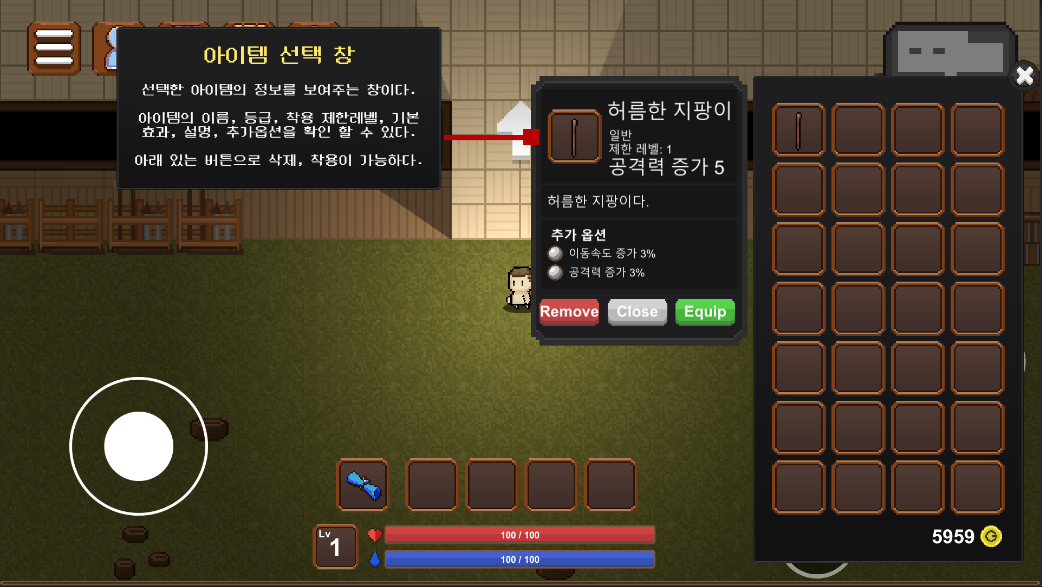 아이템 선택 창
선택한 아이템의 정보를 보여주는 창이다.
아이템의 이름, 등급, 착용 제한레벨, 기본
효과, 설명, 추가옵션을 확인 할 수 있다.
아래 있는 버튼으로 삭제, 착용이 가능하다.
허름한 지팡이
일반
제한 레벨: 1
공격력 증가 5
허름한 지팡이다.
추가 옵션
이동속도 증가 3%
공격력 증가 3%
Remove Close Equip
Lv
1
100 / 100
100 / 100
5959 G